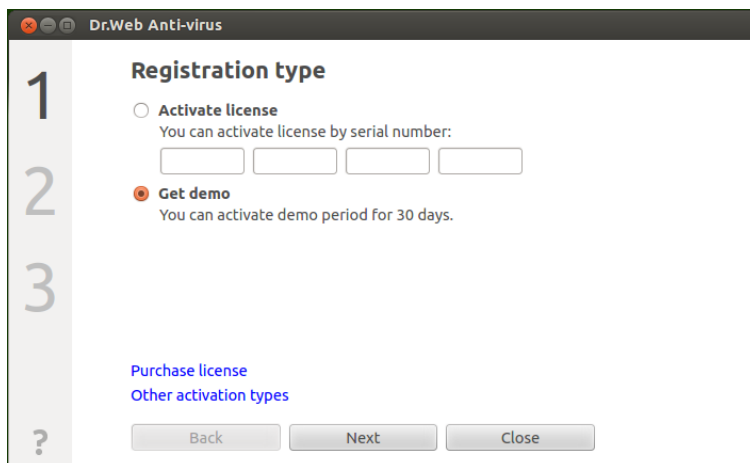 Dr.Web Anti-virus
1
2
3
?
Registration type
Activate license
You can activate license by serial number:
Get demo
You can activate demo period for 30 days.
Purchase license
Other activation types
Back Next Close